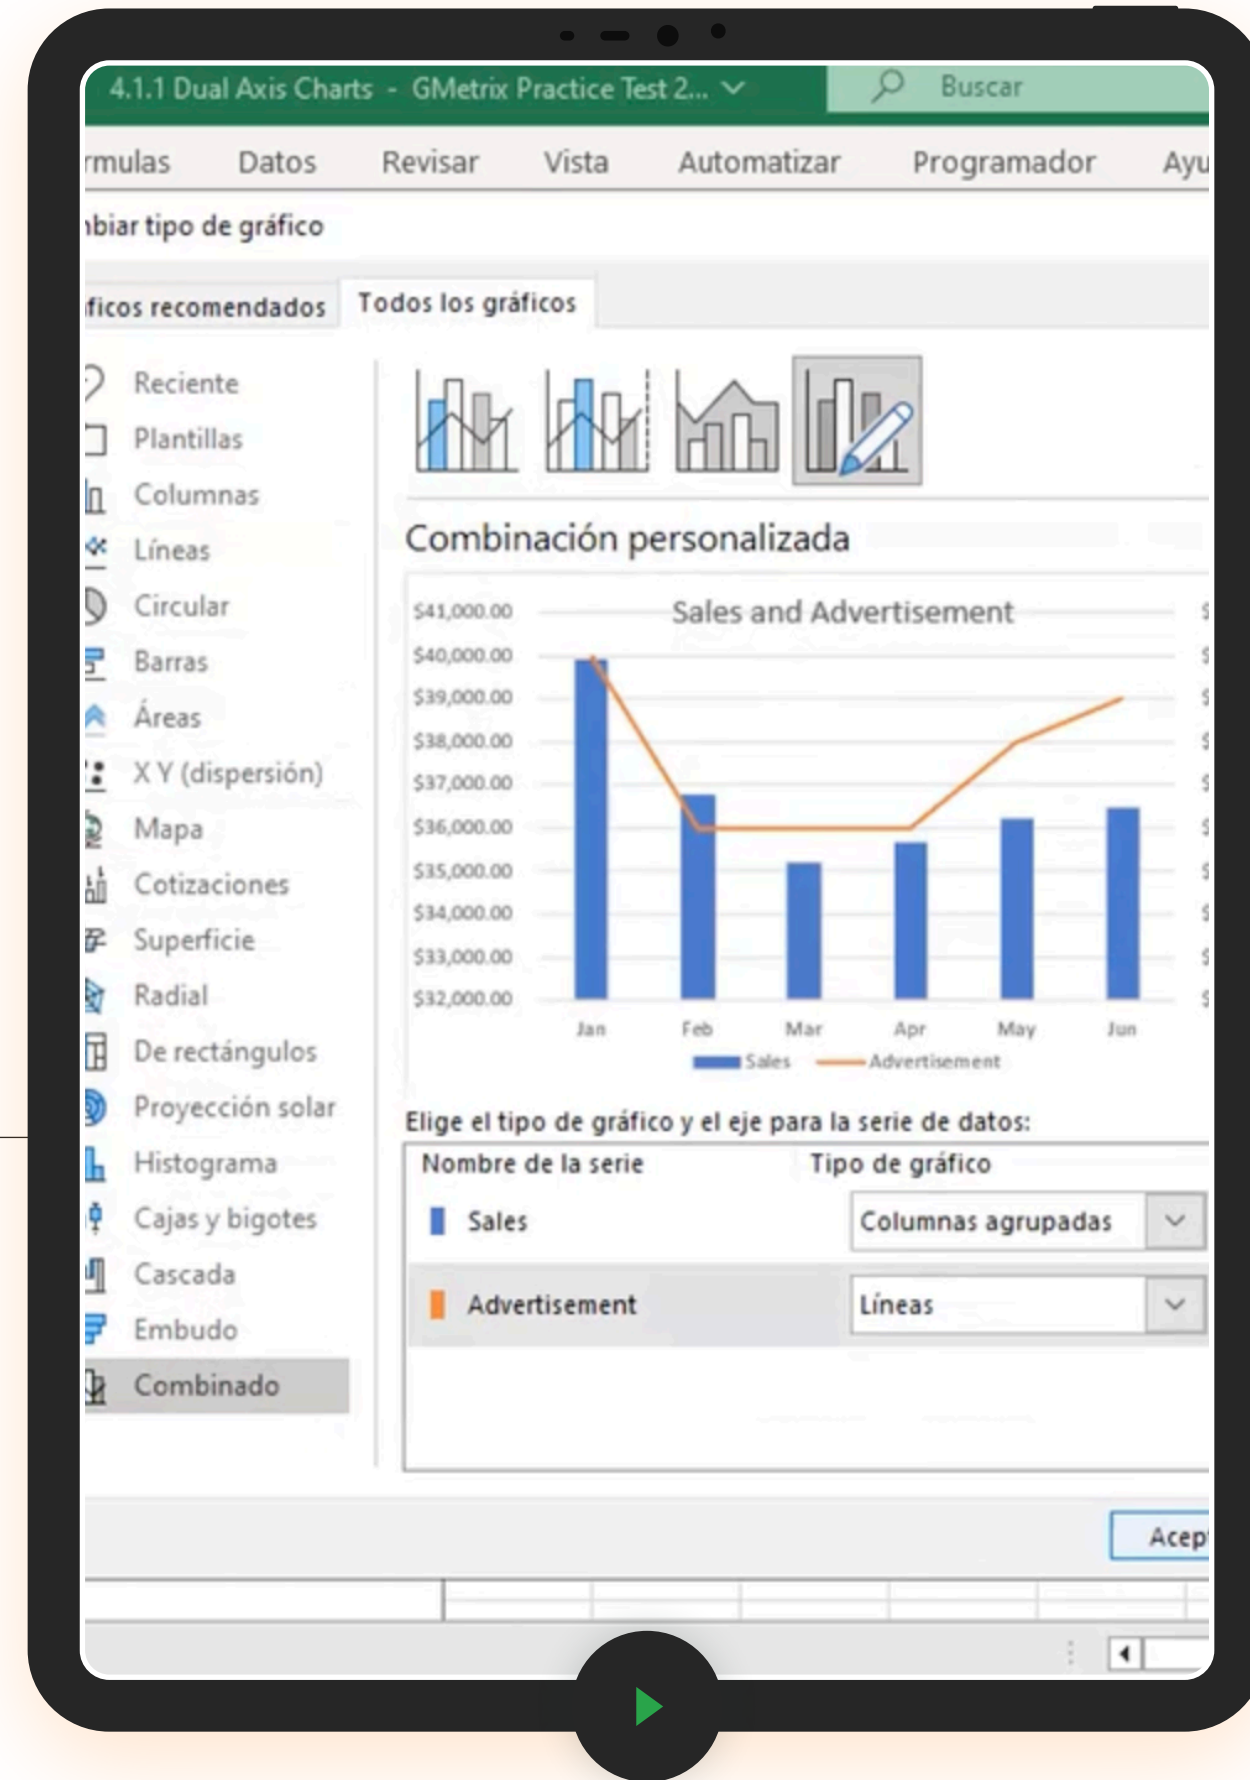 4.1.1 Dual Axis Charts - GMetrix Practice Test 2...
Buscar
rmulas Datos Revisar Vista Automatizar Programador Ayu
nbiar tipo de gráfico
ficos recomendados Todos los gráficos
Reciente
Plantillas
Columnas
Líneas
Circular
Barras
Áreas
X Y (dispersión)
Mapa
Cotizaciones
Superficie
Radial
De rectángulos
Proyección solar
Histograma
Cajas y bigotes
Cascada
Embudo
Combinado
Combinación personalizada
Sales and Advertisement
$41,000.00
$40,000.00
$39,000.00
$38,000.00
$37,000.00
$36,000.00
$35,000.00
$34,000.00
$33,000.00
$32,000.00
Jan Feb Mar Apr May Jun
Sales Advertisement
Elige el tipo de gráfico y el eje para la serie de datos:
Nombre de la serie Tipo de gráfico
Sales Columnas agrupadas
Advertisement Líneas
Acep